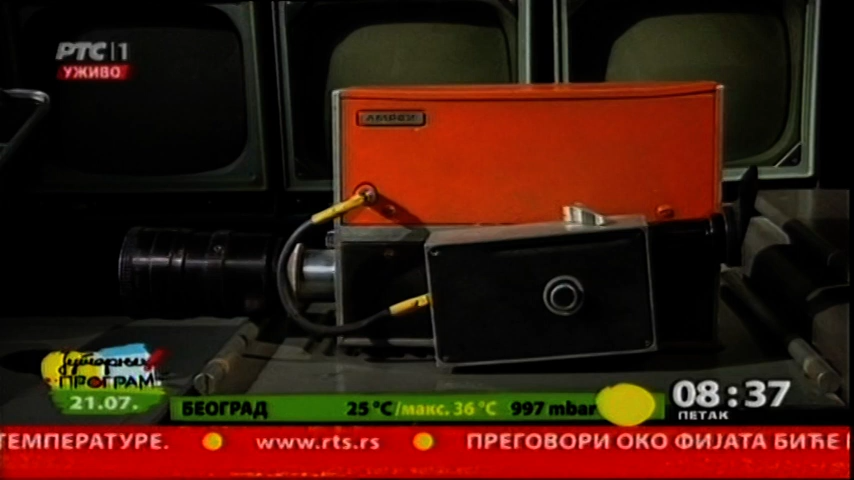 РТС|1
УЖИВО
AMPEX
Јутарњи
ПРОГРАМ
21.07.
БЕОГРАД 25 °C/макс. 36 °C 997 mbar
08:37
ПЕТАК
ТЕМПЕРАТУРЕ. www.rts.rs ПРЕГОВОРИ ОКО ФИЈАТА БИЋЕ